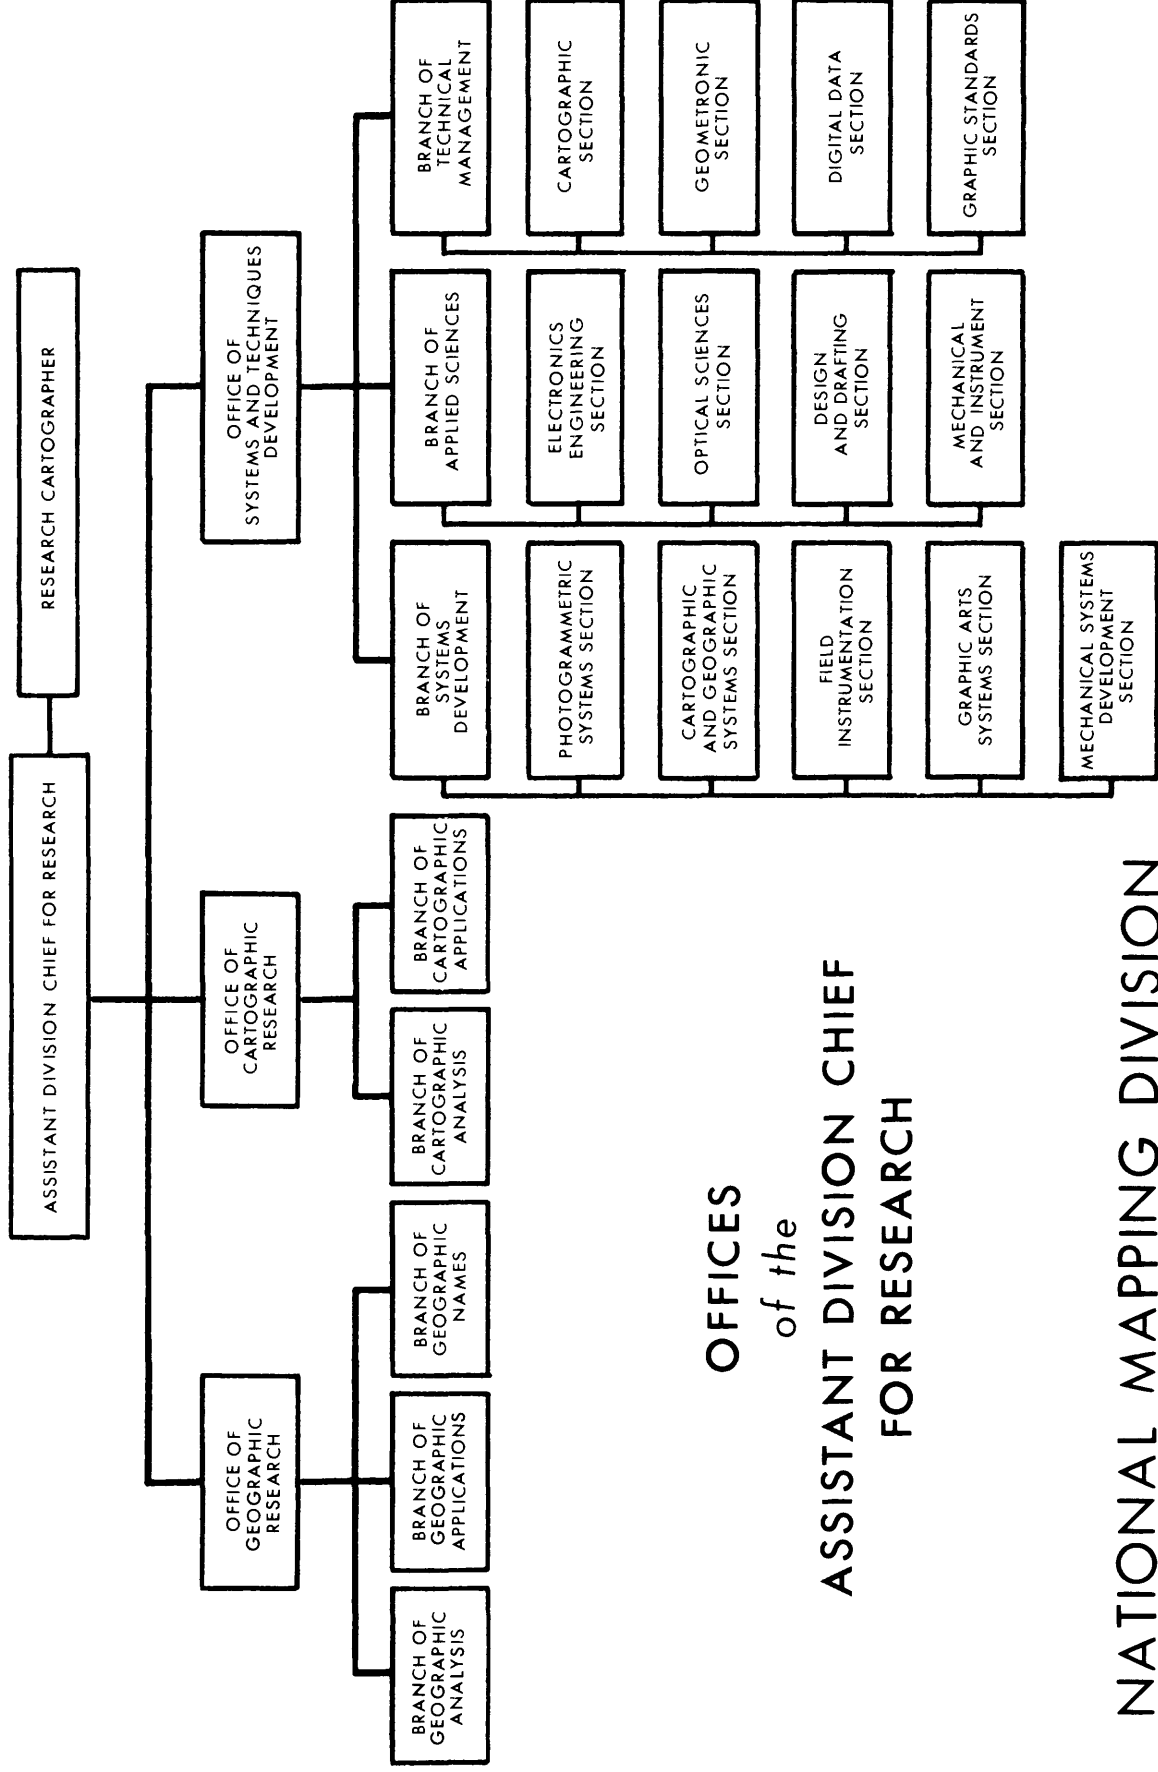 ASSISTANT DIVISION CHIEF FOR RESEARCH
RESEARCH CARTOGRAPHER
OFFICE OF
GEOGRAPHIC
RESEARCH
OFFICE OF
CARTOGRAPHIC
RESEARCH
OFFICE OF
SYSTEMS AND TECHNIQUES
DEVELOPMENT
BRANCH OF
GEOGRAPHIC
ANALYSIS
BRANCH OF
GEOGRAPHIC
APPLICATIONS
BRANCH OF
GEOGRAPHIC
NAMES
BRANCH OF
CARTOGRAPHIC
ANALYSIS
BRANCH OF
CARTOGRAPHIC
APPLICATIONS
BRANCH OF
SYSTEMS
DEVELOPMENT
PHOTOGRAMMETRIC
SYSTEMS SECTION
CARTOGRAPHIC
AND GEOGRAPHIC
SYSTEMS SECTION
FIELD
INSTRUMENTATION
SECTION
GRAPHIC ARTS
SYSTEMS SECTION
MECHANICAL SYSTEMS
DEVELOPMENT
SECTION
BRANCH OF
APPLIED SCIENCES
ELECTRONICS
ENGINEERING
SECTION
OPTICAL SCIENCES
SECTION
DESIGN
AND DRAFTING
SECTION
MECHANICAL
AND INSTRUMENT
SECTION
BRANCH OF
TECHNICAL
MANAGEMENT
CARTOGRAPHIC
SECTION
GEOMETRONIC
SECTION
DIGITAL DATA
SECTION
GRAPHIC STANDARDS
SECTION
OFFICES
of the
ASSISTANT DIVISION CHIEF
FOR RESEARCH
NATIONAL MAPPING DIVISION